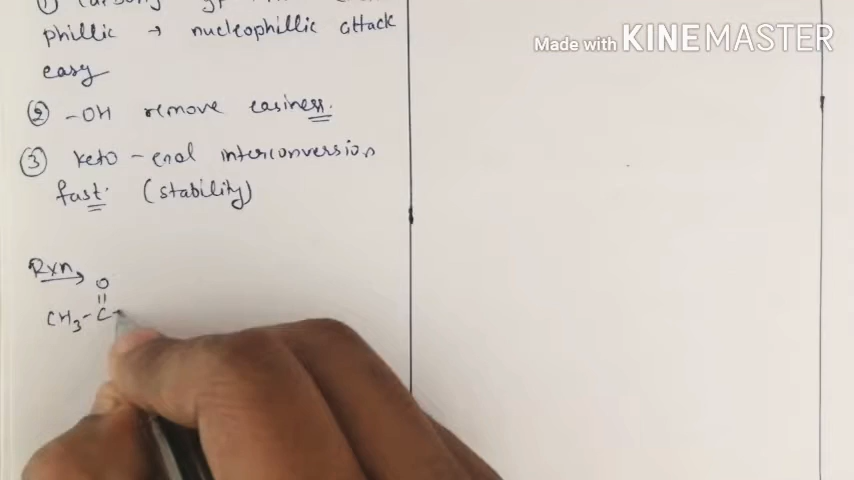 ①
phillic → nucleophillic attack
easy
② -OH remove easiness.
③ keto - enol interconversion
fast. (stability)
Rxn →
O
||
CH3 - C -
Made with KINEMASTER